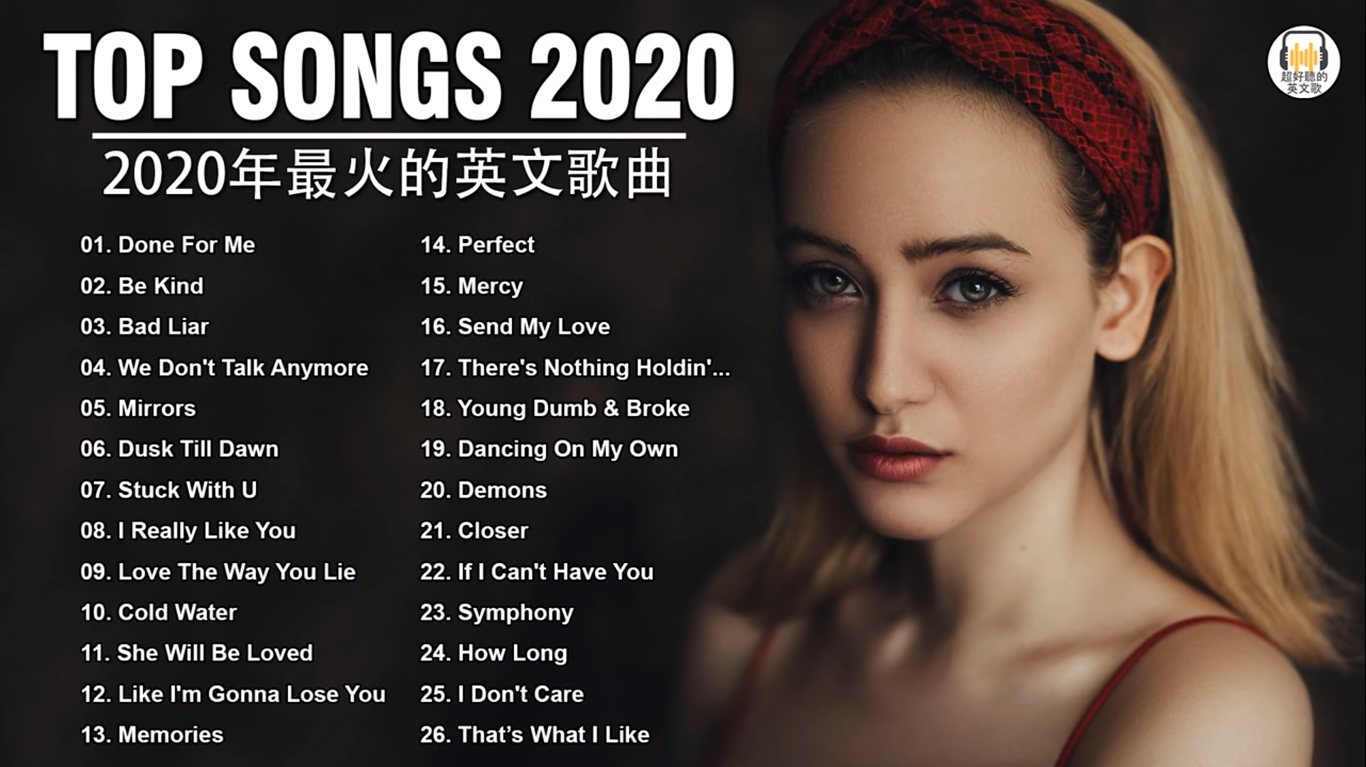 TOP SONGS 2020
2020年最火的英文歌曲
01. Done For Me
02. Be Kind
03. Bad Liar
04. We Don't Talk Anymore
05. Mirrors
06. Dusk Till Dawn
07. Stuck With U
08. I Really Like You
09. Love The Way You Lie
10. Cold Water
11. She Will Be Loved
12. Like I'm Gonna Lose You
13. Memories
14. Perfect
15. Mercy
16. Send My Love
17. There's Nothing Holdin'...
18. Young Dumb & Broke
19. Dancing On My Own
20. Demons
21. Closer
22. If I Can't Have You
23. Symphony
24. How Long
25. I Don't Care
26. That’s What I Like
超好聽的
英文歌